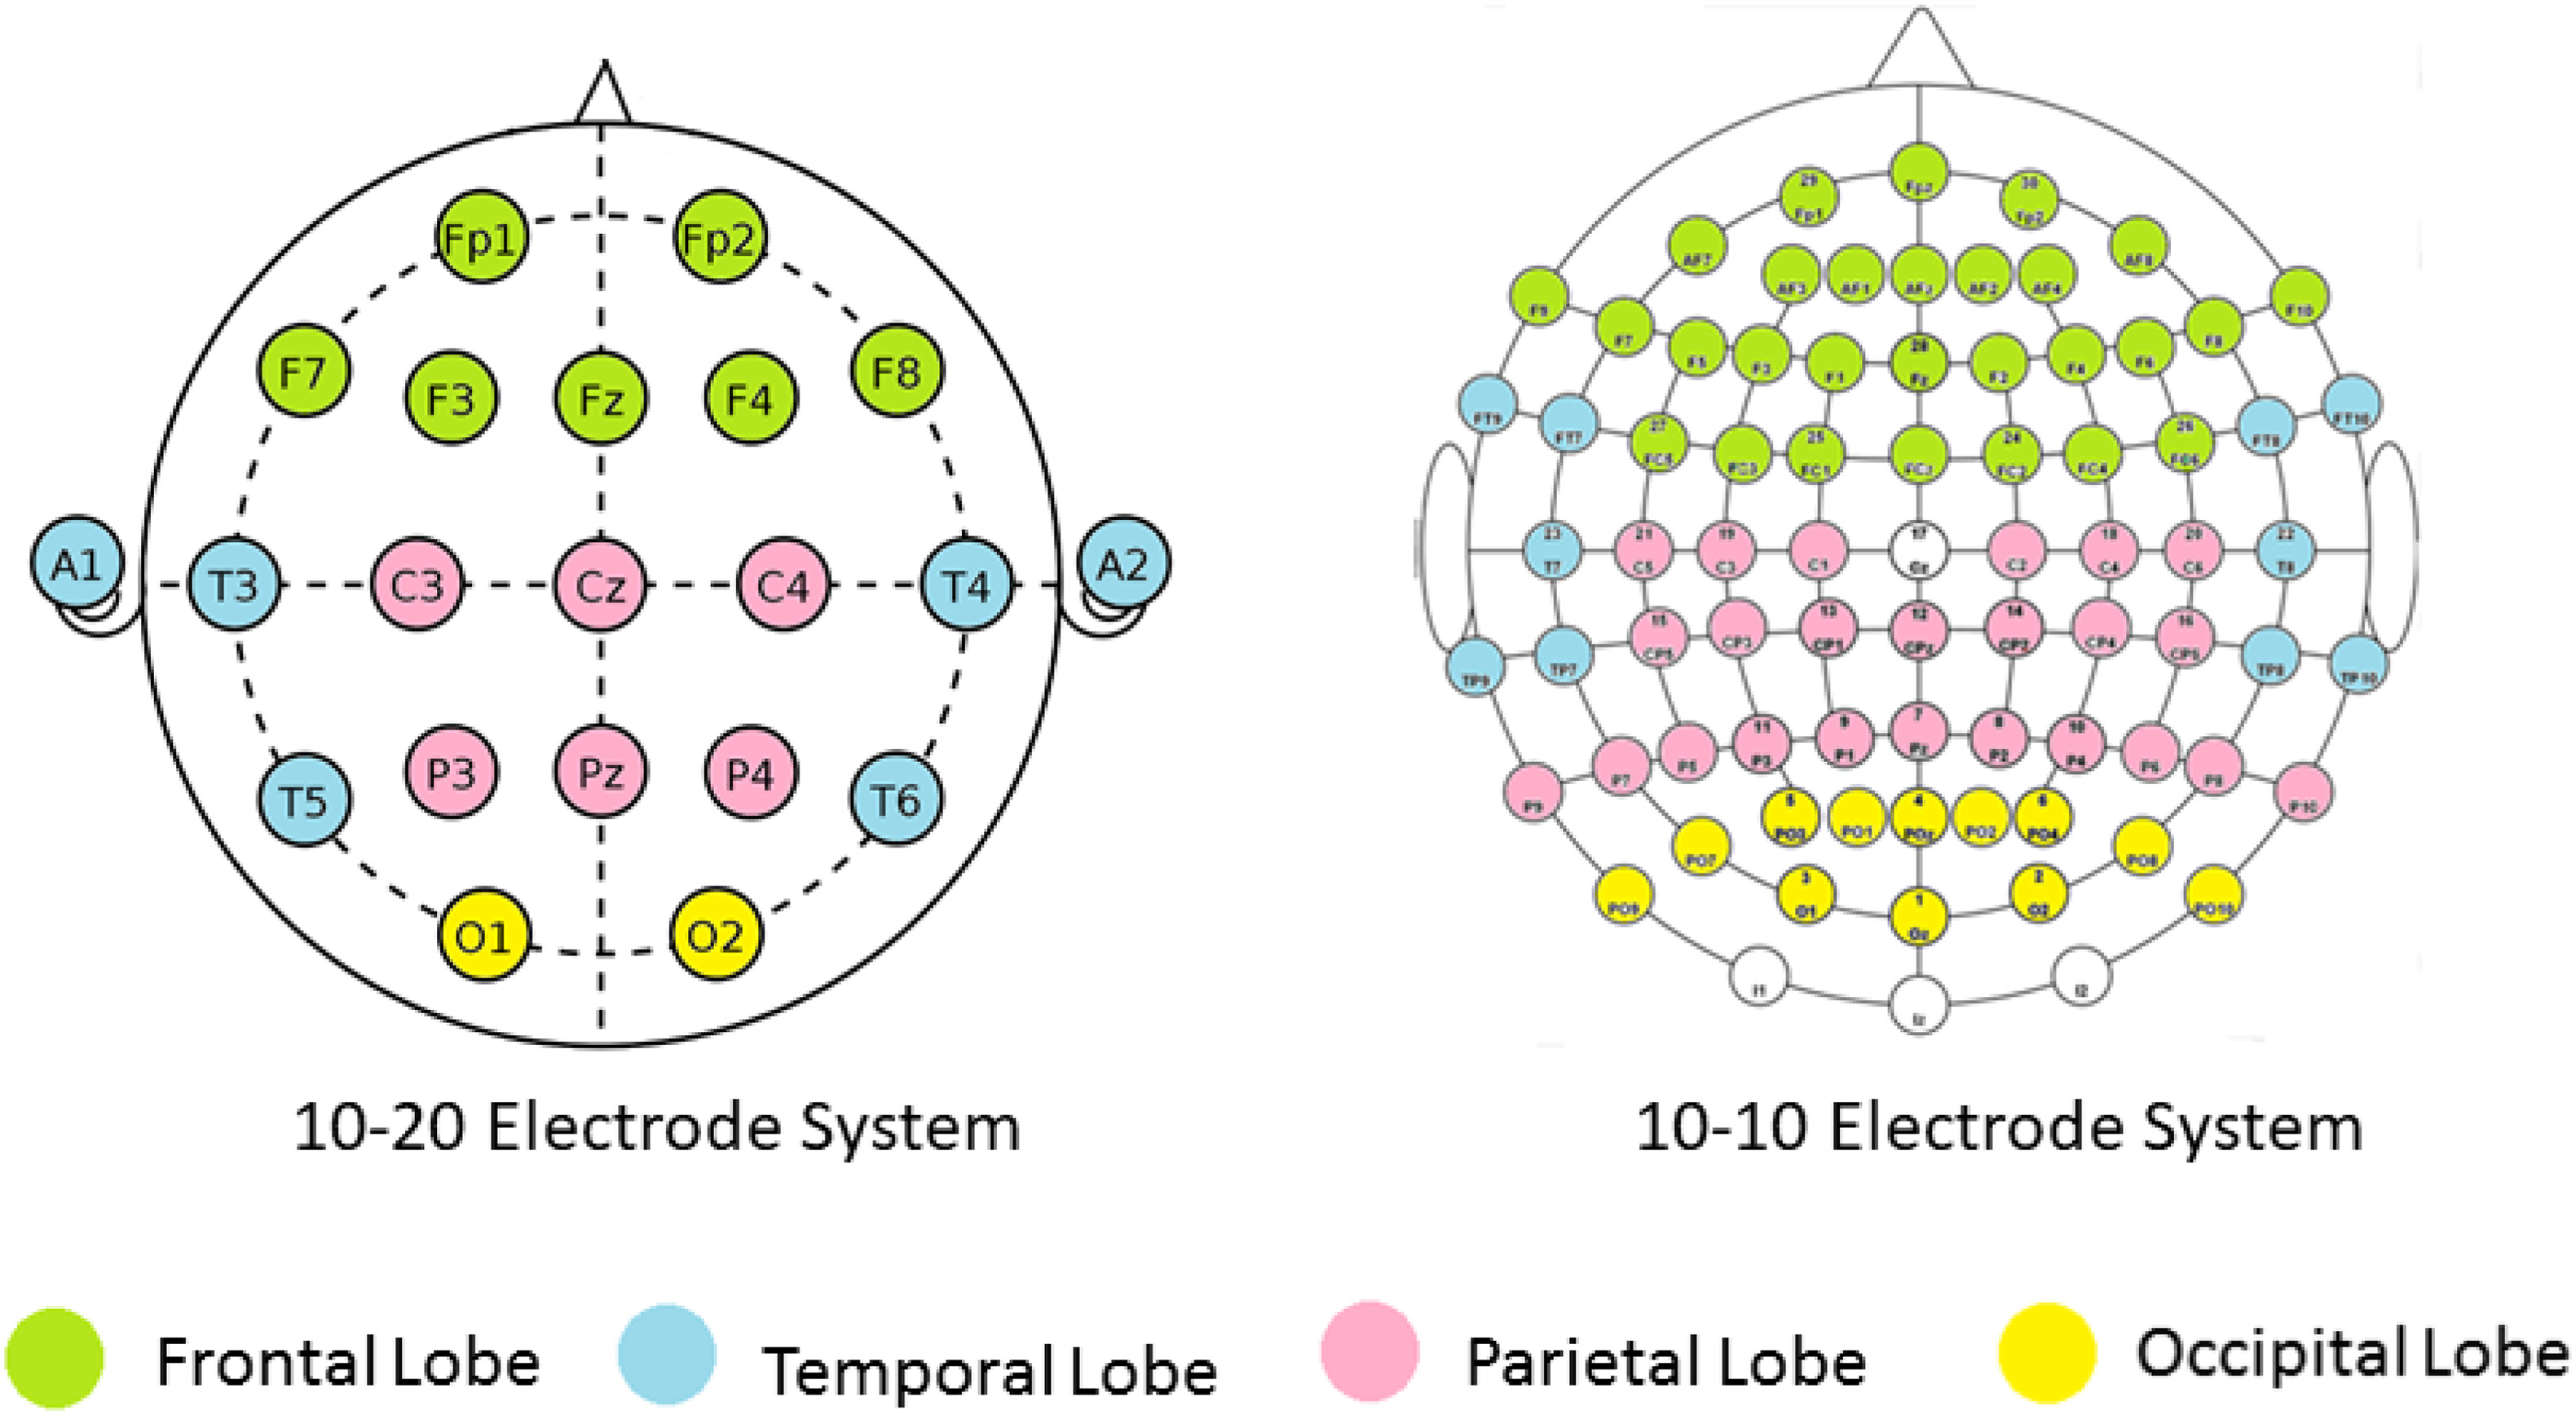 Fp1 Fp2
F7 F3 Fz F4 F8
A1 T3 C3 Cz C4 T4 A2
T5 P3 Pz P4 T6
O1 O2
10-20 Electrode System
Fpz
29 30
Fp1 Fp2
AF7 AF8
AF3 AF1 AFz AF2 AF4
F9 F10
28
F7 F5 F3 F1 Fz F2 F4 F6 F8
FT9 FT10
27 25 24 26
FT7 FC5 FC3 FC1 FCz FC2 FC4 FC6 FT8
23 21 19 17 18 20 22
T7 C5 C3 C1 Cz C2 C4 C6 T8
15 13 12 14 16
TP9 TP7 CP5 CP3 CP1 CPz CP2 CP4 CP6 TP8 TP10
11 9 7 8 10
P9 P7 P5 P3 P1 Pz P2 P4 P6 P8 P10
5 4 6
PO3 PO1 POz PO2 PO4
PO7 PO8
3 1 2
PO9 O1 Oz O2 PO10
I1 Iz I2
10-10 Electrode System
Frontal Lobe
Temporal Lobe
Parietal Lobe
Occipital Lobe